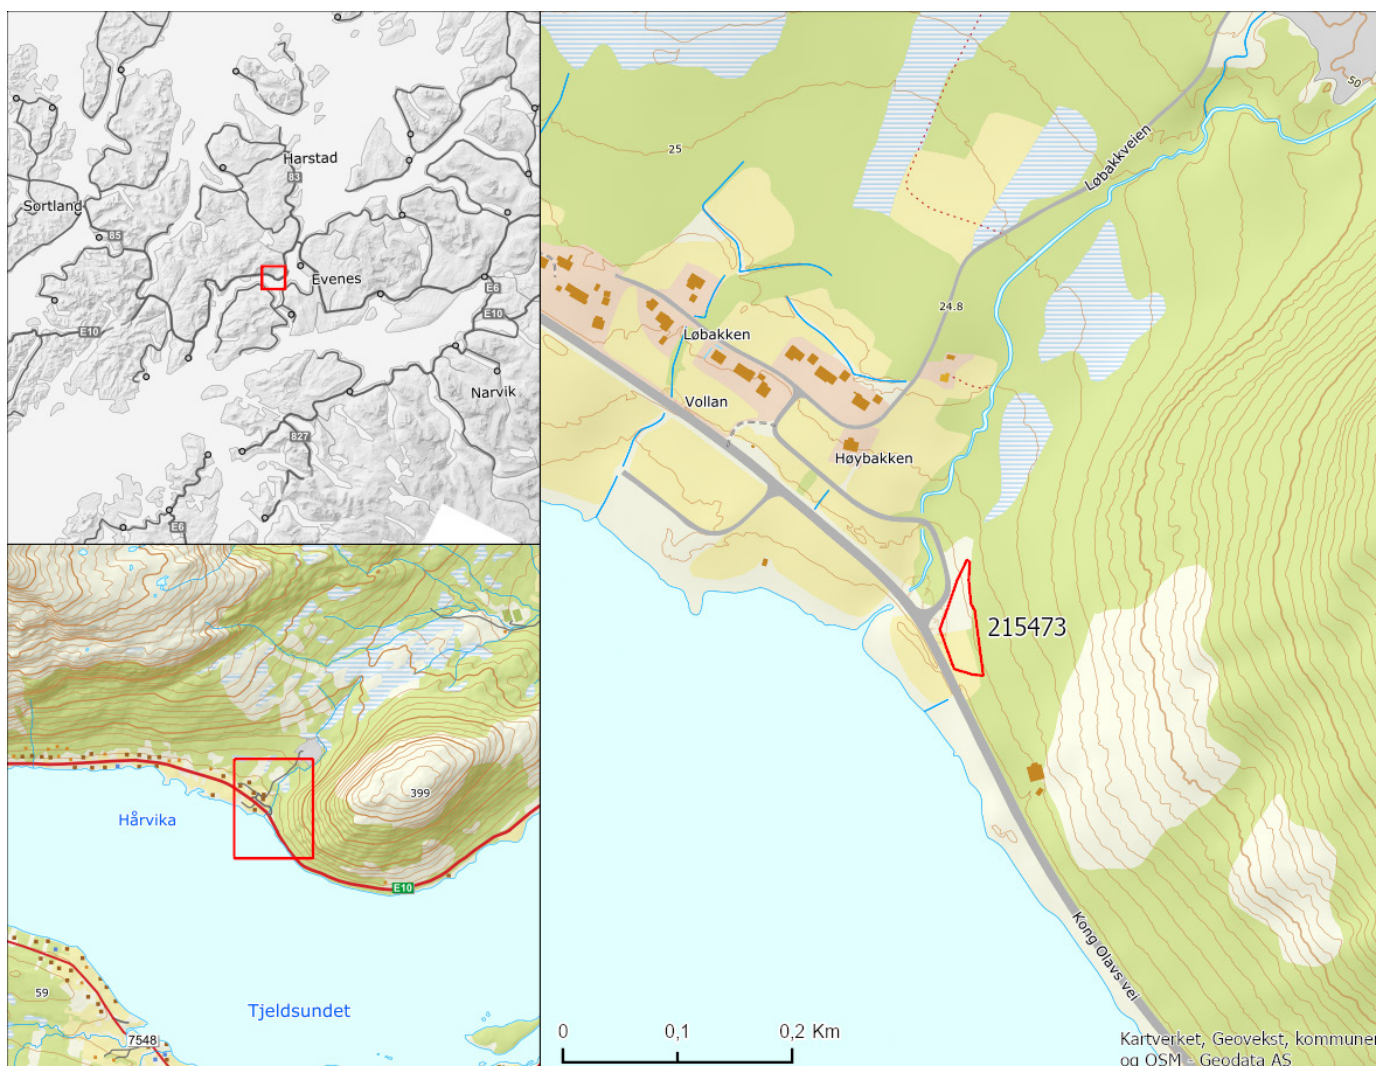 Harstad
83
Sortland
85
Evenes
E6
E10
E10
Narvik
827
E6
399
Hårvika
E10
Tjeldsundet
59
7548
50
25
Løbakkveien
24.8
Løbakken
Vollan
Høybakken
215473
Kong Olavs vei
0
0,1
0,2 Km
Kartverket, Geovekst, kommuner
og OSM - Geodata AS